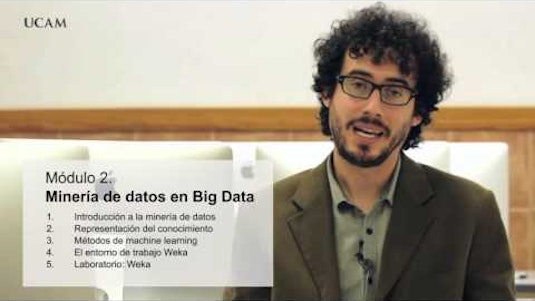 UCAM
Módulo 2.
Minería de datos en Big Data
1. Introducción a la minería de datos
2. Representación del conocimiento
3. Métodos de machine learning
4. El entorno de trabajo Weka
5. Laboratorio: Weka